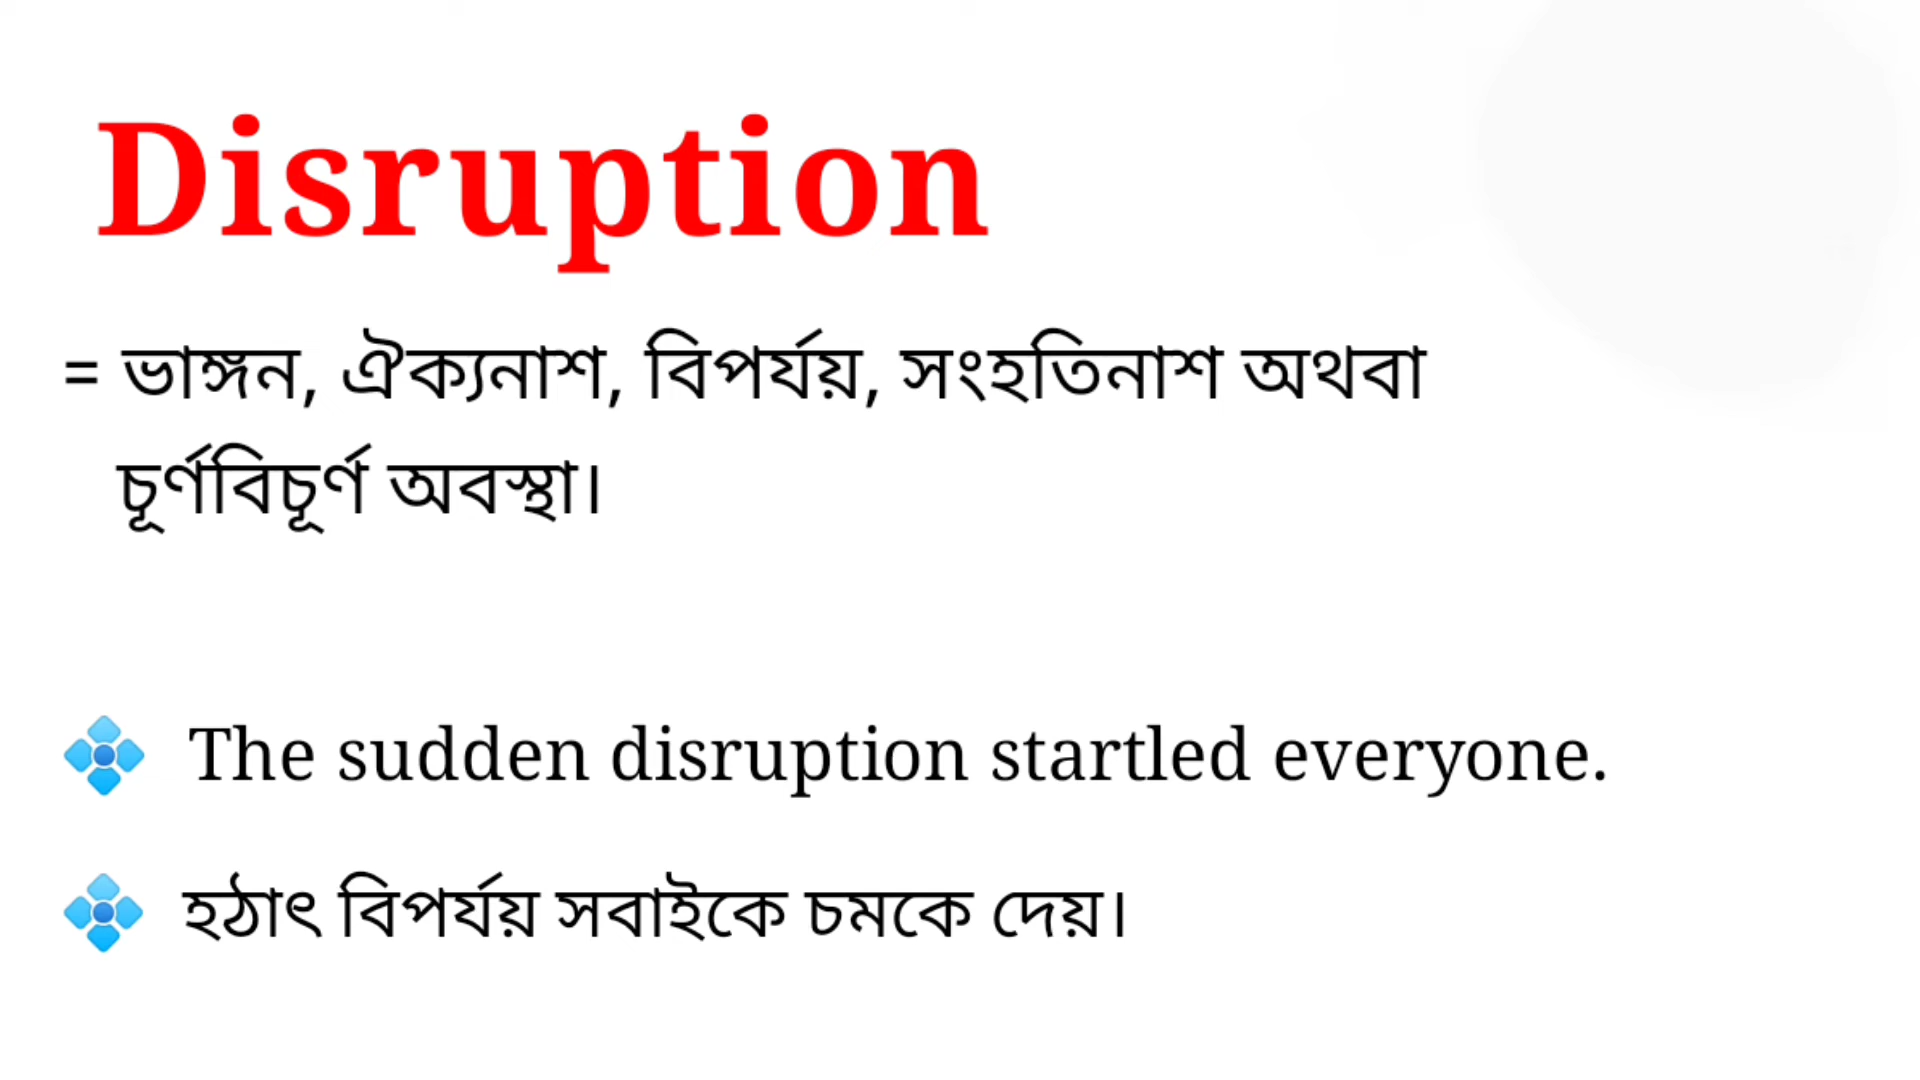 Disruption
= ভাঙ্গন, ঐক্যনাশ, বিপর্যয়, সংহতিনাশ অথবা
চূর্ণবিচূর্ণ অবস্থা।
💠 The sudden disruption startled everyone.
💠 হঠাৎ বিপর্যয় সবাইকে চমকে দেয়।